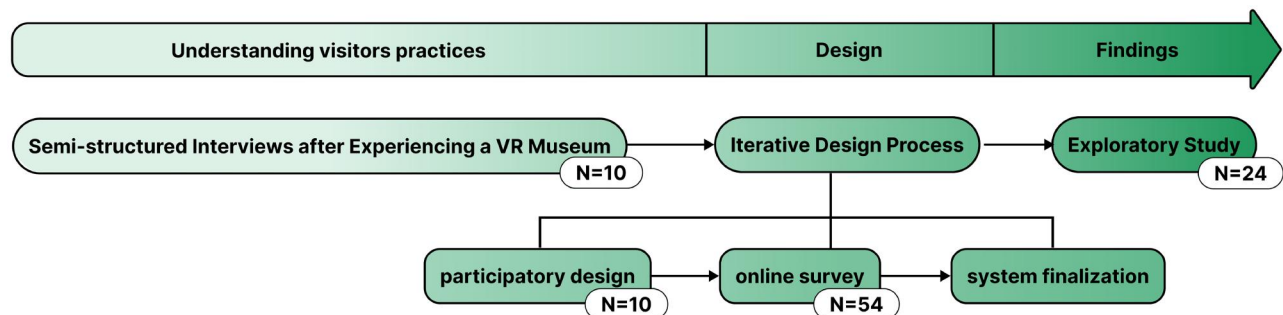 Understanding visitors practices
Design
Findings
Semi-structured Interviews after Experiencing a VR Museum
N=10
Iterative Design Process
Exploratory Study
N=24
participatory design
N=10
online survey
N=54
system finalization